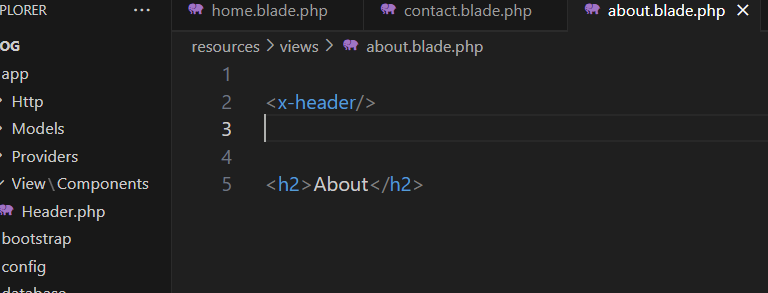 PLORER ···
home.blade.php contact.blade.php about.blade.php
OG
resources > views > about.blade.php
app
Http
Models
Providers
View\Components
Header.php
bootstrap
config
database
1
2 <x-header/>
3
4
5 <h2>About</h2>